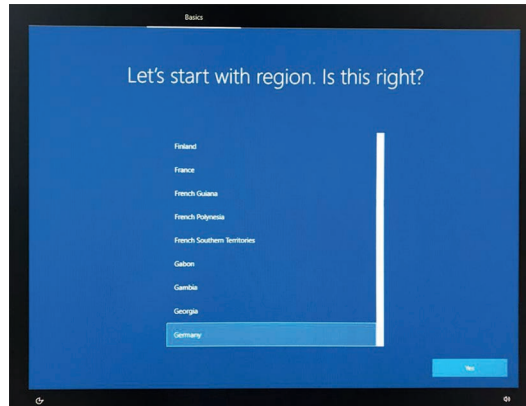 Basics
Let's start with region. Is this right?
Finland
France
French Guiana
French Polynesia
French Southern Territories
Gabon
Gambia
Georgia
Germany
Yes